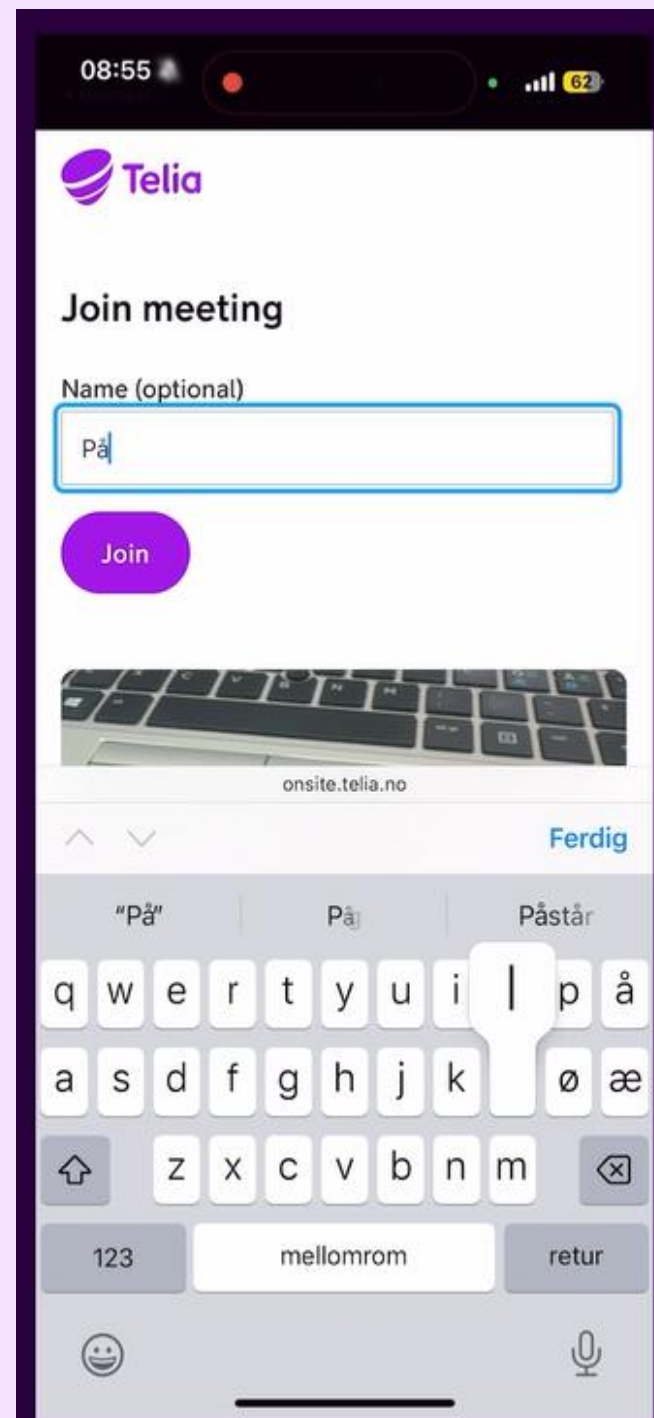 08:55
62
Telia
Join meeting
Name (optional)
På
Join
onsite.telia.no
Ferdig
"På" På Påstår
q w e r t y u i l p å
a s d f g h j k ø æ
z x c v b n m
123 mellomrom retur